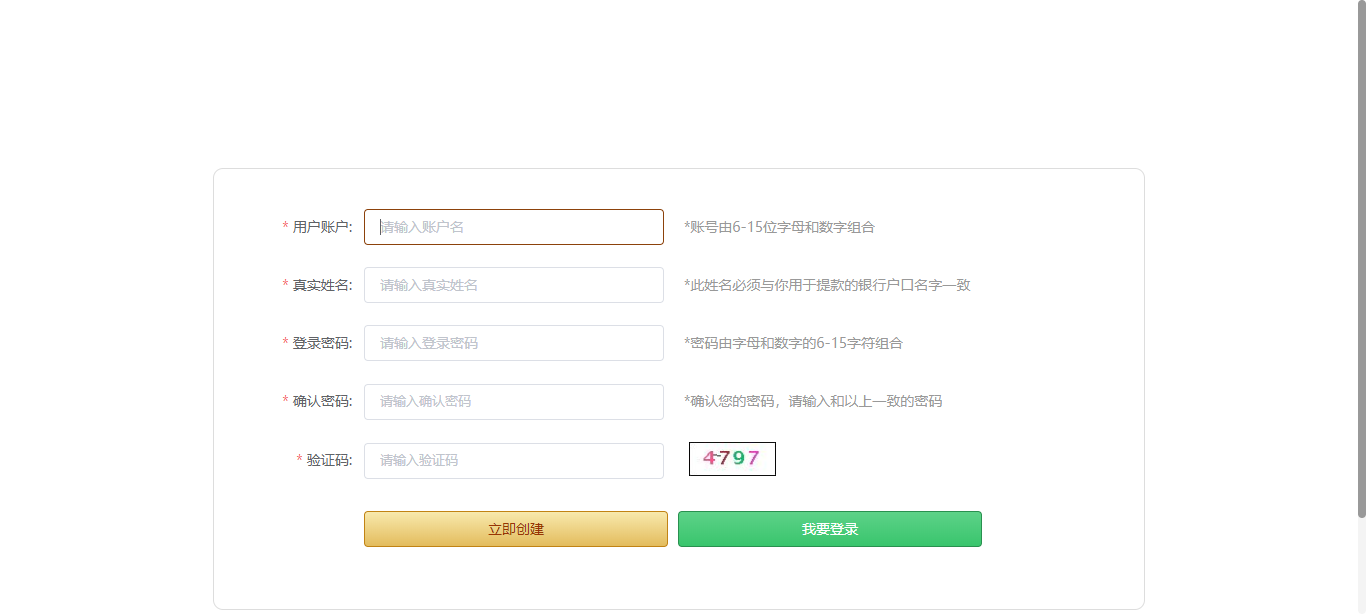 * 用户账户: 请输入账户名 *账号由6-15位字母和数字组合
* 真实姓名: 请输入真实姓名 *此姓名必须与你用于提款的银行户口名字一致
* 登录密码: 请输入登录密码 *密码由字母和数字的6-15字符组合
* 确认密码: 请输入确认密码 *确认您的密码，请输入和以上一致的密码
* 验证码: 请输入验证码 4797
立即创建 我要登录